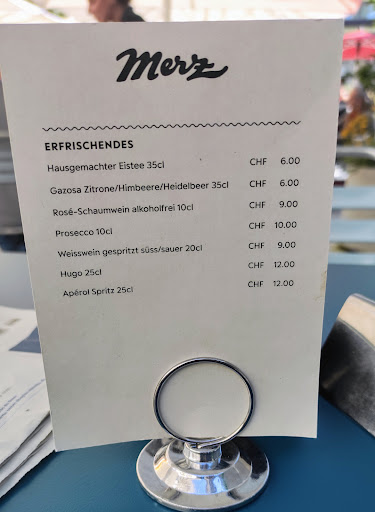 Merz
ERFRISCHENDES
Hausgemachter Eistee 35cl CHF 6.00
Gazosa Zitrone/Himbeere/Heidelbeer 35cl CHF 6.00
Rosé-Schaumwein alkoholfrei 10cl CHF 9.00
Prosecco 10cl CHF 10.00
Weisswein gespritzt süss/sauer 20cl CHF 9.00
Hugo 25cl CHF 12.00
Apérol Spritz 25cl CHF 12.00